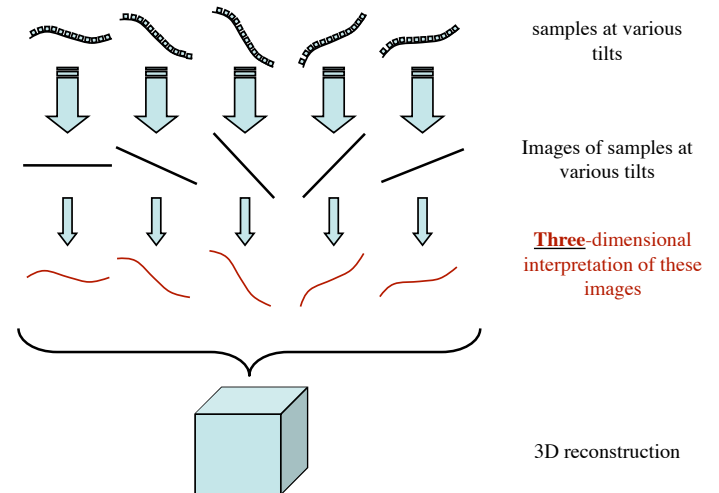 samples at various
tilts
Images of samples at
various tilts
Three-dimensional
interpretation of these
images
3D reconstruction